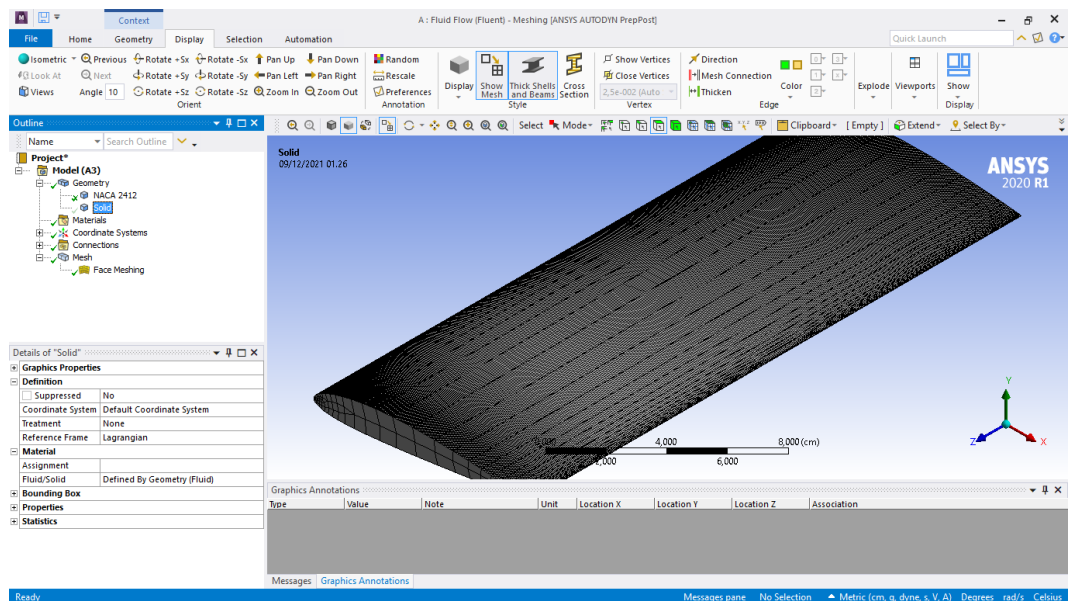 A : Fluid Flow (Fluent) - Meshing [ANSYS AUTODYN PrepPost]
Context
File Home Geometry Display Selection Automation
Quick Launch
Isometric Previous Rotate +Sx Rotate -Sx Pan Up Pan Down Random Show Vertices Direction
Look At Next Rotate +Sy Rotate -Sy Pan Left Pan Right Rescale Close Vertices Mesh Connection
Views Angle 10 Rotate +Sz Rotate -Sz Zoom In Zoom Out Preferences 2,5e-002 (Auto Thicken
Display Show Mesh Thick Shells and Beams Cross Section Color Explode Viewports Show
Orient Annotation Style Vertex Edge Display
Outline
Name Search Outline
Project*
Model (A3)
Geometry
NACA 2412
Solid
Materials
Coordinate Systems
Connections
Mesh
Face Meshing
Select Mode Clipboard [ Empty ] Extend Select By
Solid
09/12/2021 01.26
ANSYS
2020 R1
Y
Z X
0,000 4,000 8,000 (cm)
2,000 6,000
Details of "Solid"
Graphics Properties
Definition
Suppressed No
Coordinate System Default Coordinate System
Treatment None
Reference Frame Lagrangian
Material
Assignment
Fluid/Solid Defined By Geometry (Fluid)
Bounding Box
Properties
Statistics
Graphics Annotations
Type Value Note Unit Location X Location Y Location Z Association
Messages Graphics Annotations
Ready Messages pane No Selection Metric (cm, g, dyne, s, V, A) Degrees rad/s Celsius